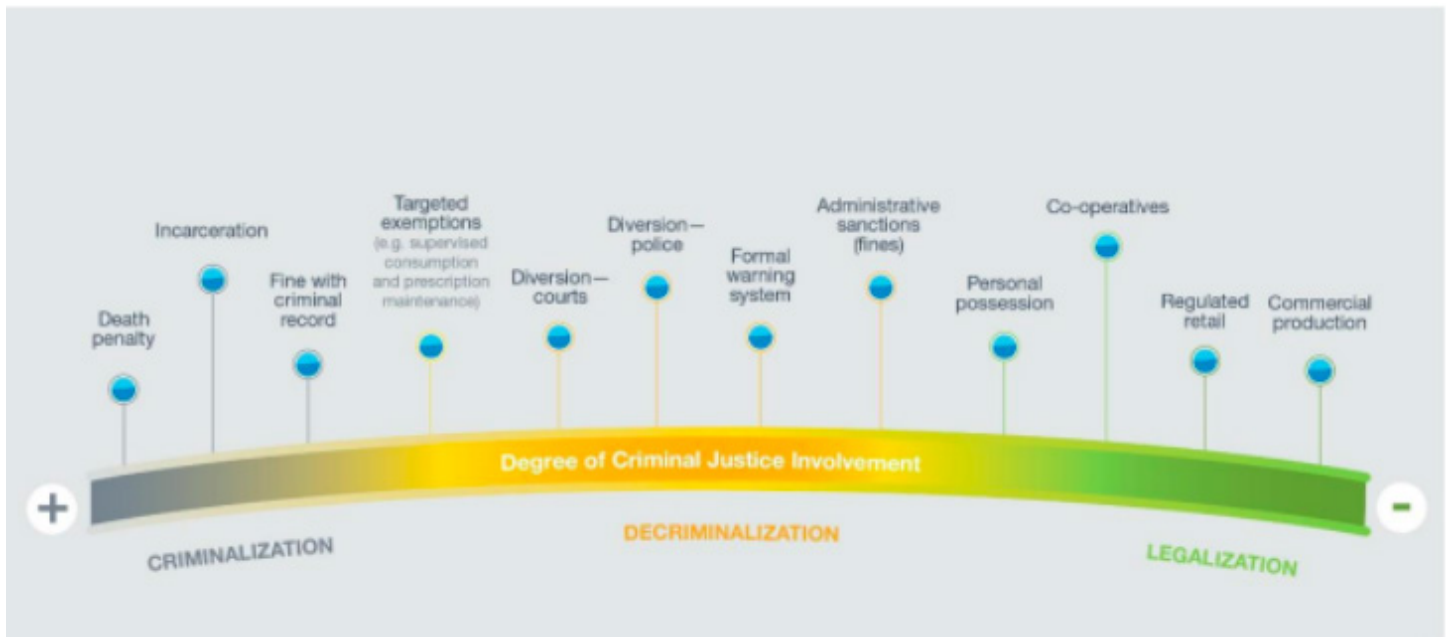 Death
penalty
Incarceration
Fine with
criminal
record
Targeted
exemptions
(e.g. supervised
consumption
and prescription
maintenance)
Diversion—
courts
Diversion—
police
Formal
warning
system
Administrative
sanctions
(fines)
Personal
possession
Co-operatives
Regulated
retail
Commercial
production
+
Degree of Criminal Justice Involvement
-
CRIMINALIZATION
DECRIMINALIZATION
LEGALIZATION